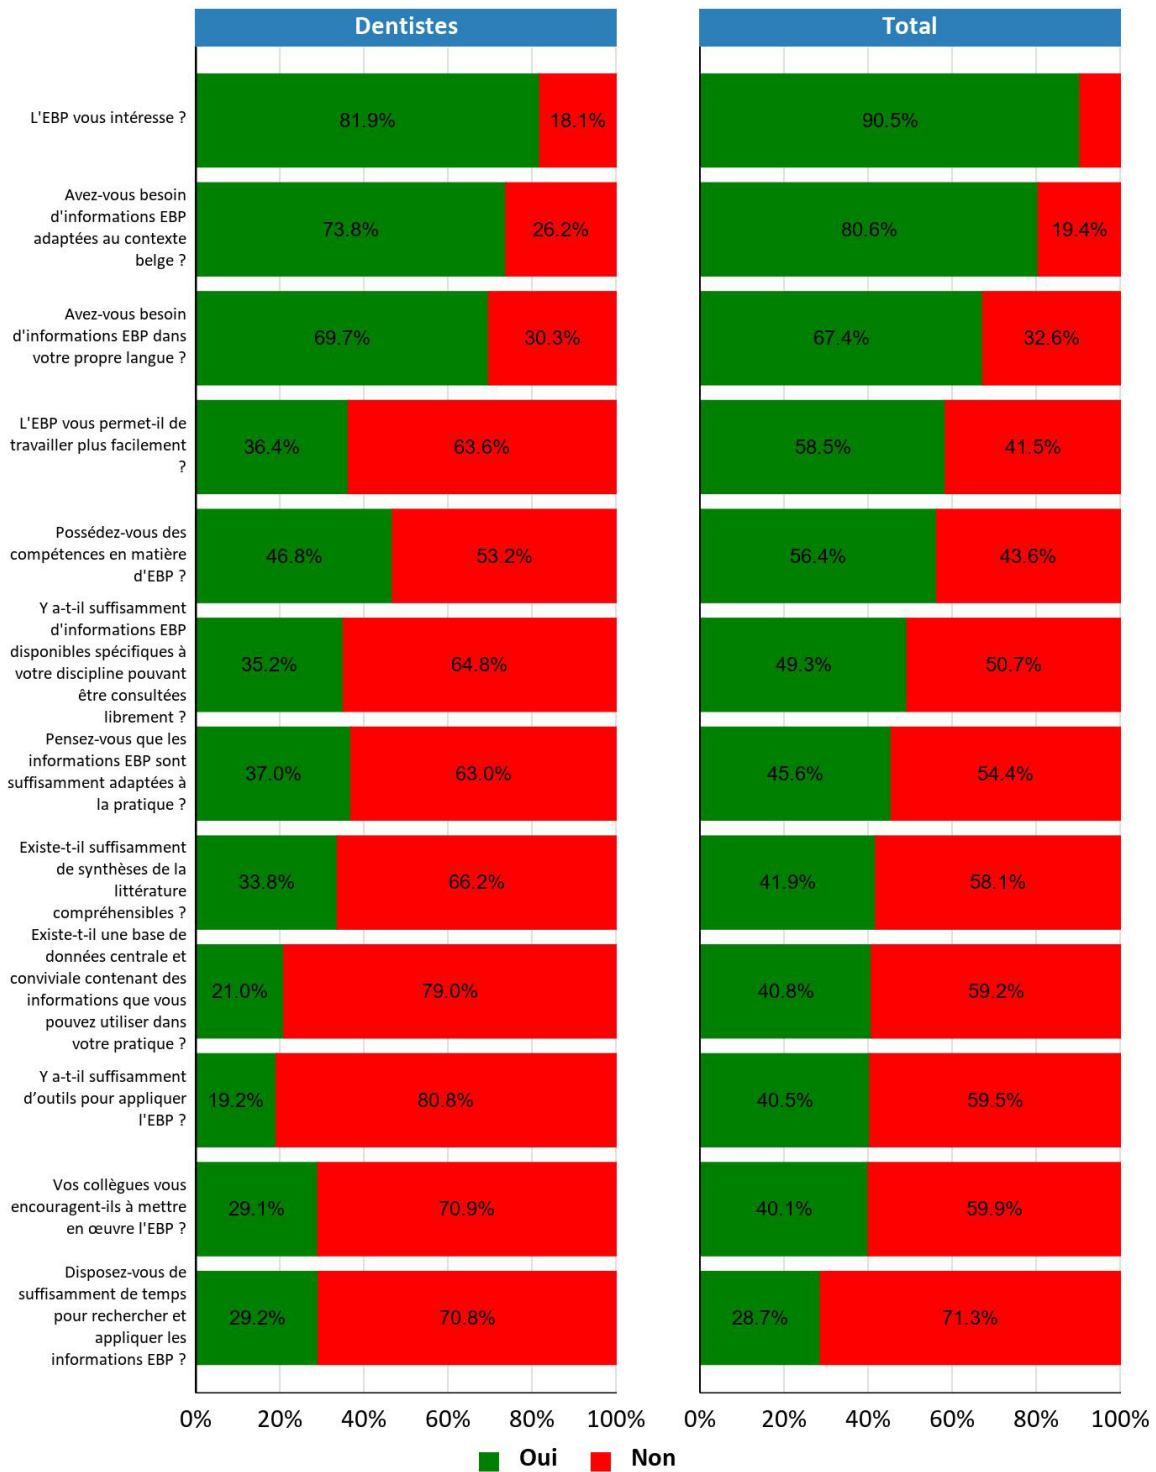 Dentistes
Total
L'EBP vous intéresse ?
81.9%
18.1%
90.5%
Avez-vous besoin
d'informations EBP
adaptées au contexte
belge ?
73.8%
26.2%
80.6%
19.4%
Avez-vous besoin
d'informations EBP dans
votre propre langue ?
69.7%
30.3%
67.4%
32.6%
L'EBP vous permet-il de
travailler plus facilement
?
36.4%
63.6%
58.5%
41.5%
Possédez-vous des
compétences en matière
d'EBP ?
46.8%
53.2%
56.4%
43.6%
Y a-t-il suffisamment
d'informations EBP
disponibles spécifiques à
votre discipline pouvant
être consultées
librement ?
35.2%
64.8%
49.3%
50.7%
Pensez-vous que les
informations EBP sont
suffisamment adaptées à
la pratique ?
37.0%
63.0%
45.6%
54.4%
Existe-t-il suffisamment
de synthèses de la
littérature
compréhensibles ?
33.8%
66.2%
41.9%
58.1%
Existe-t-il une base de
données centrale et
conviviale contenant des
informations que vous
pouvez utiliser dans
votre pratique ?
21.0%
79.0%
40.8%
59.2%
Y a-t-il suffisamment
d’outils pour appliquer
l'EBP ?
19.2%
80.8%
40.5%
59.5%
Vos collègues vous
encouragent-ils à mettre
en œuvre l'EBP ?
29.1%
70.9%
40.1%
59.9%
Disposez-vous de
suffisamment de temps
pour rechercher et
appliquer les
informations EBP ?
29.2%
70.8%
28.7%
71.3%
0% 20% 40% 60% 80% 100%
0% 20% 40% 60% 80% 100%
Oui Non